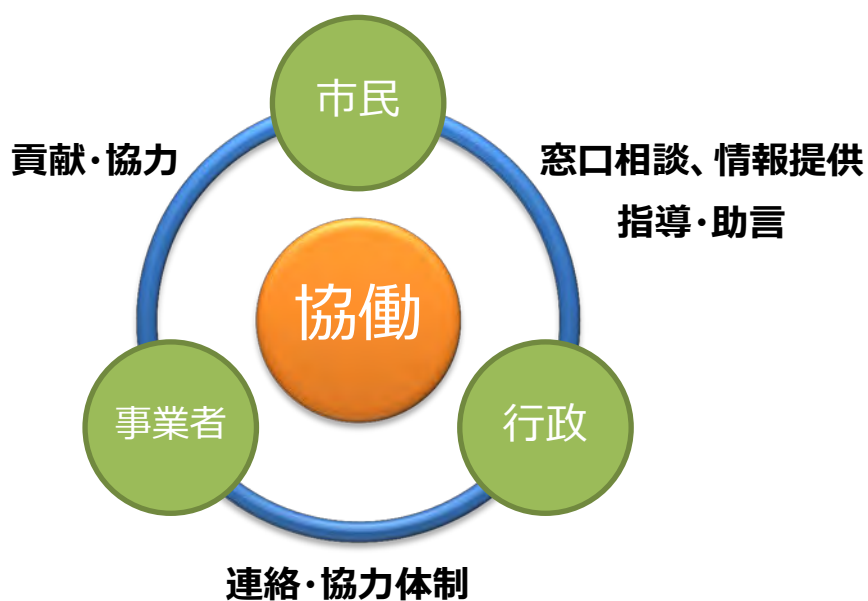 市民
貢献・協力
窓口相談、情報提供
指導・助言
協働
事業者
行政
連絡・協力体制